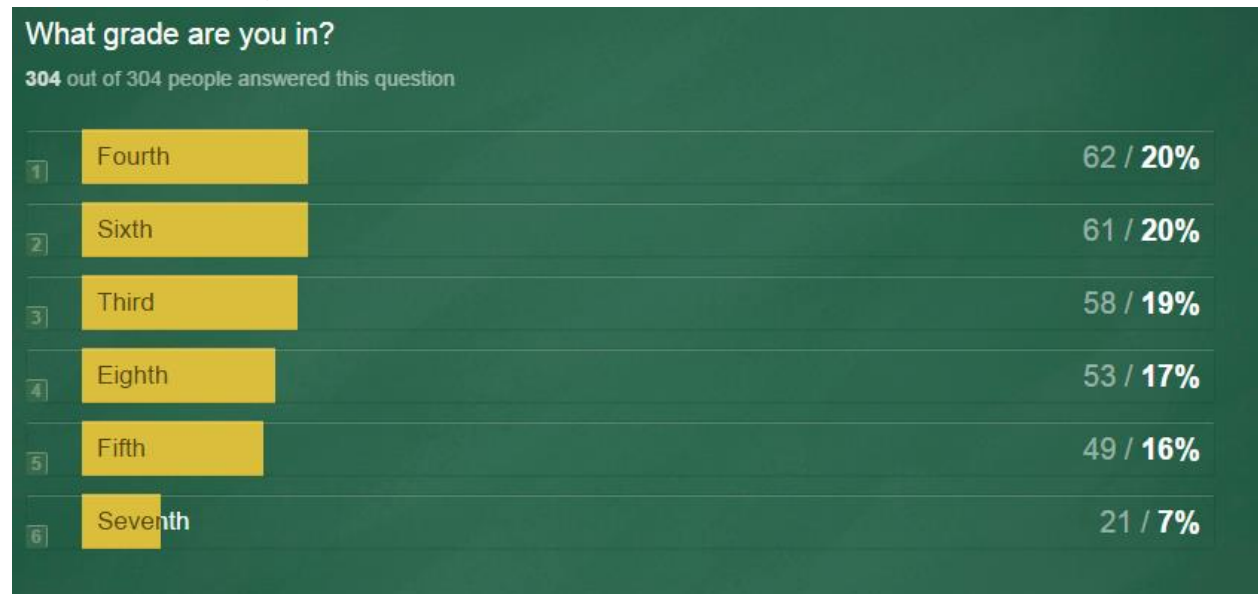 What grade are you in?
304 out of 304 people answered this question
1 Fourth 62 / 20%
2 Sixth 61 / 20%
3 Third 58 / 19%
4 Eighth 53 / 17%
5 Fifth 49 / 16%
6 Seventh 21 / 7%